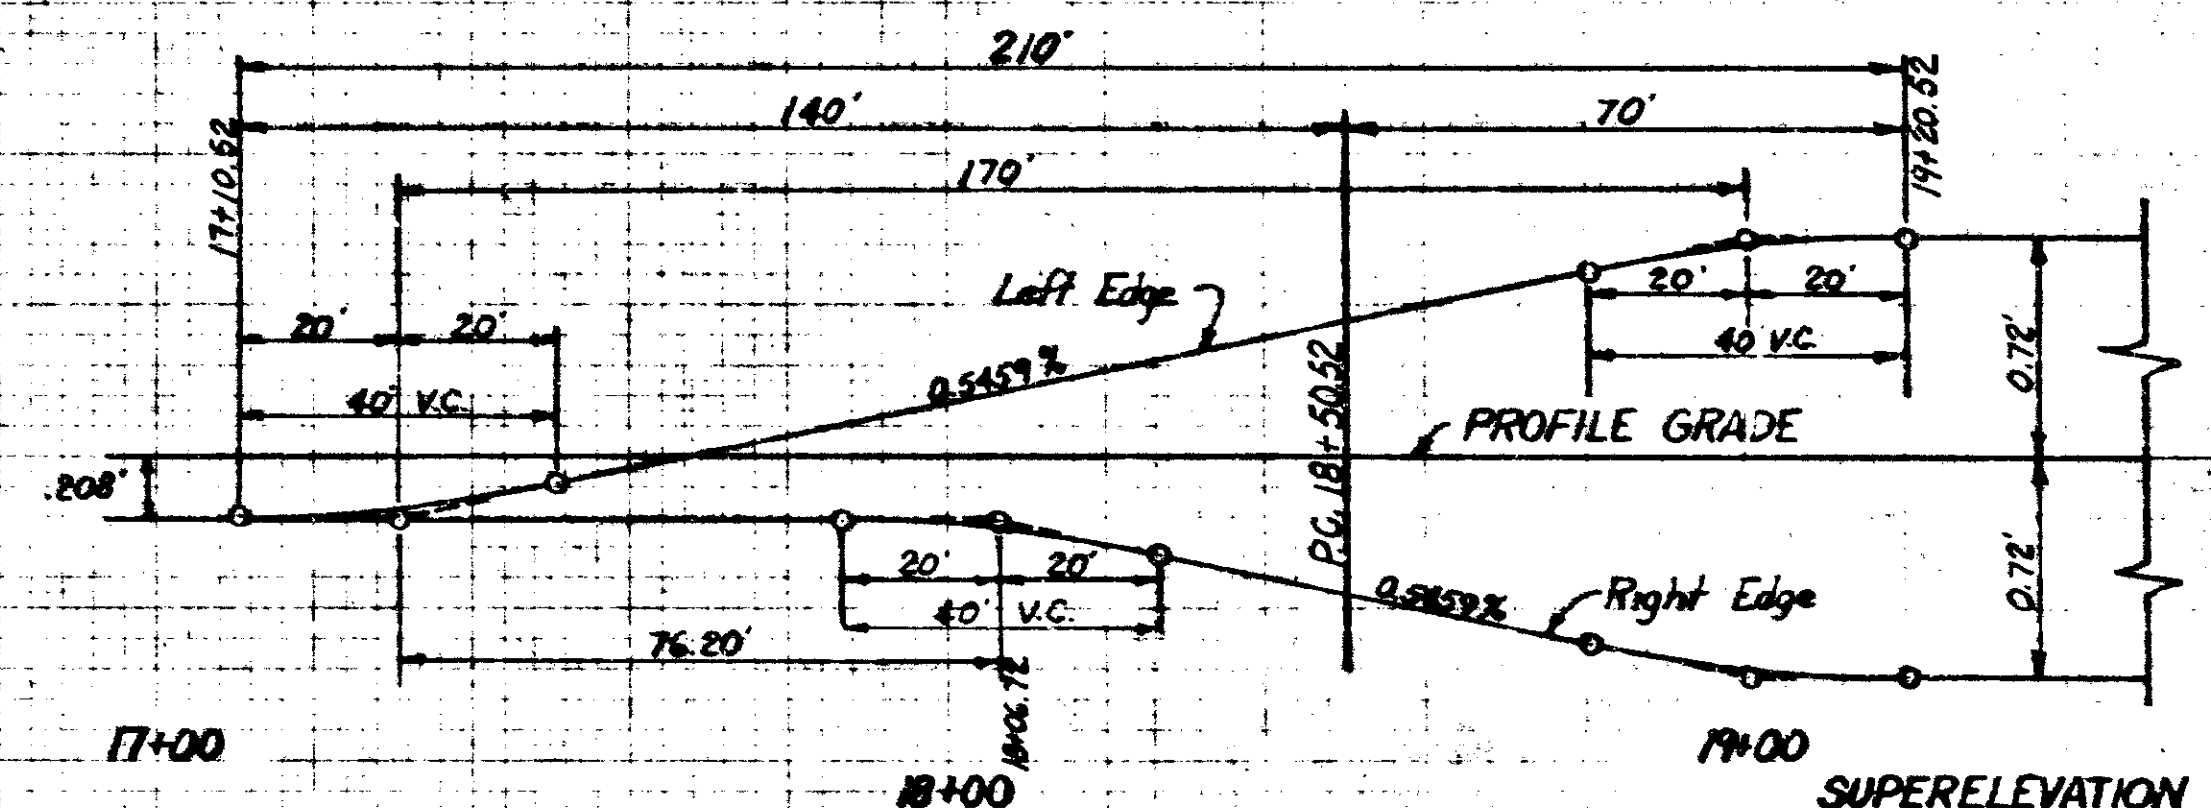 210'
140'
70'
17+10.52
19+20.52
170'
Left Edge
20'
20'
20'
20'
40' V.C.
0.5459 %
40' V.C.
0.72'
P.C. 18+50.52
PROFILE GRADE
.208'
20'
20'
0.5459 %
Right Edge
0.72'
40' V.C.
76.20'
18+06.72
17+00
19+00
18+00
SUPERELEVATION